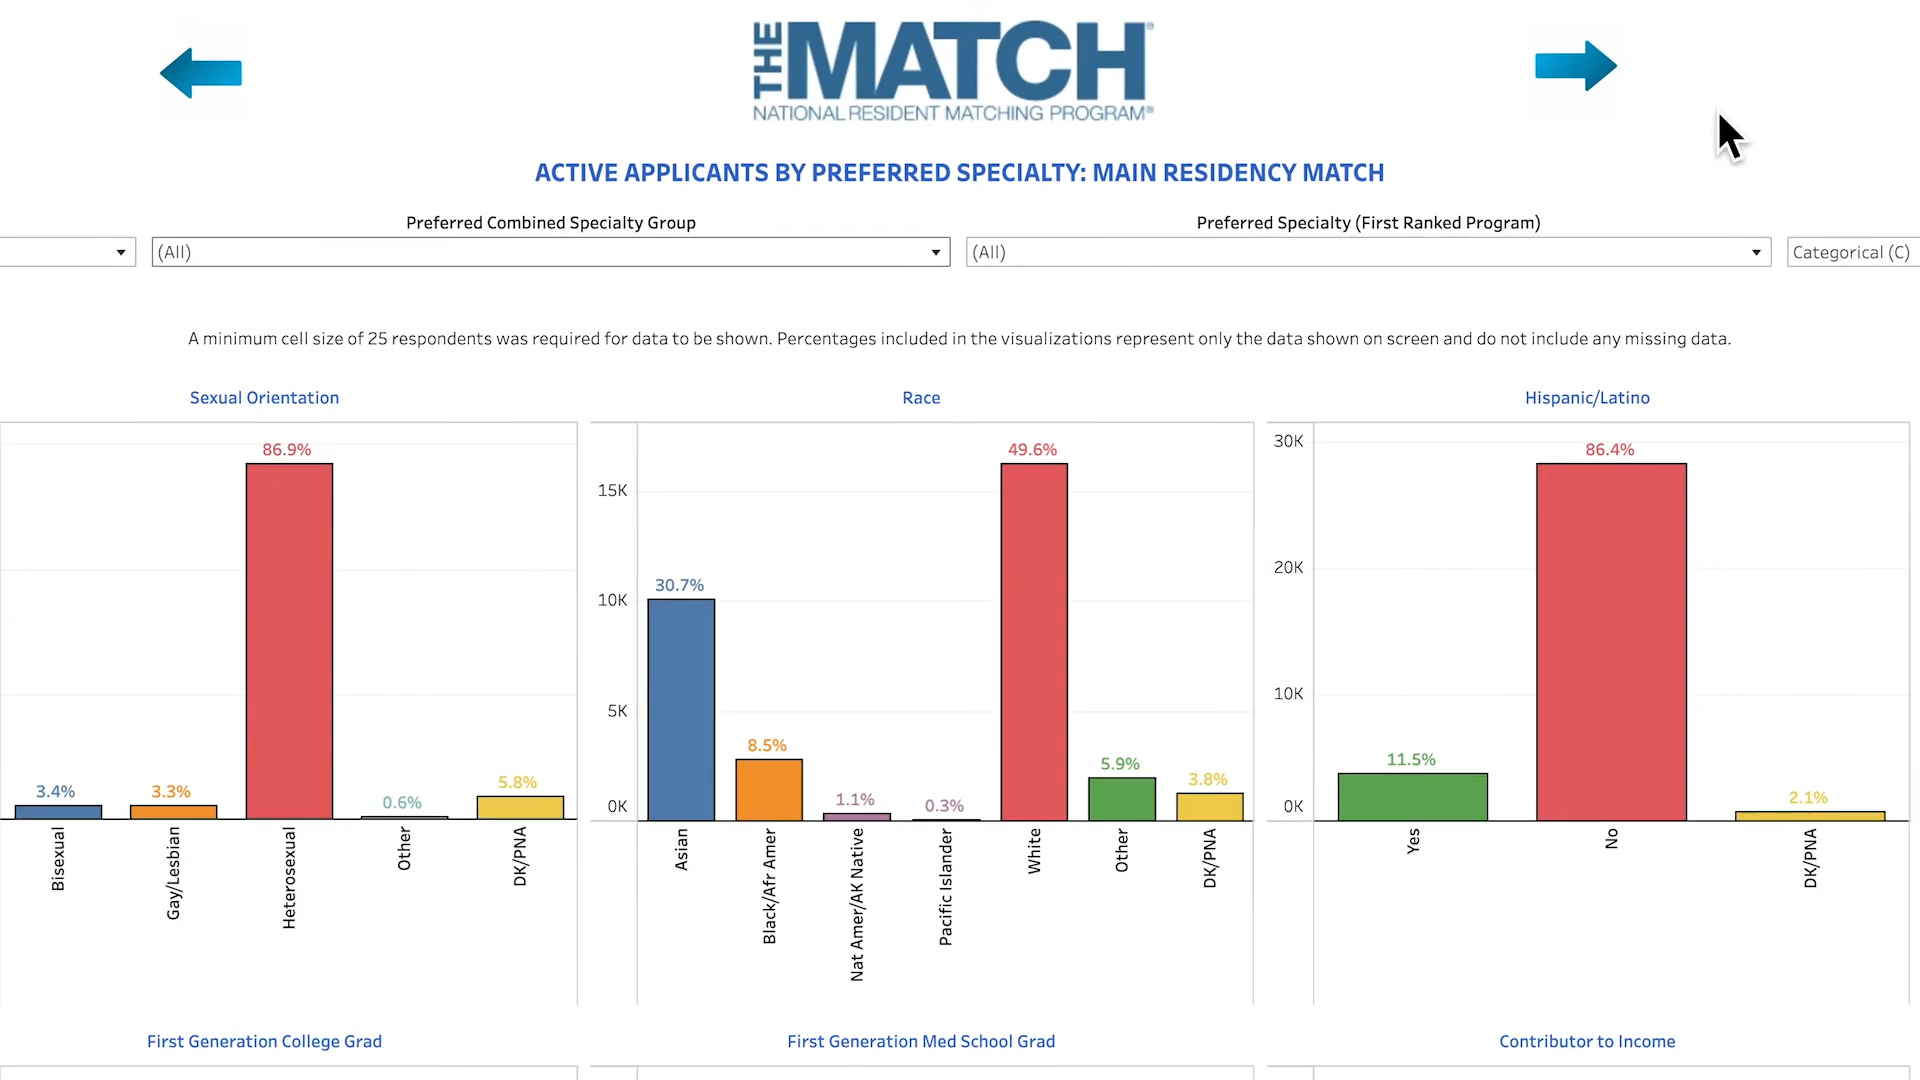 THE MATCH®
NATIONAL RESIDENT MATCHING PROGRAM®
ACTIVE APPLICANTS BY PREFERRED SPECIALTY: MAIN RESIDENCY MATCH
Preferred Combined Specialty Group
Preferred Specialty (First Ranked Program)
(All)
(All)
Categorical (C)
A minimum cell size of 25 respondents was required for data to be shown. Percentages included in the visualizations represent only the data shown on screen and do not include any missing data.
Sexual Orientation
3.4%
3.3%
86.9%
0.6%
5.8%
Bisexual
Gay/Lesbian
Heterosexual
Other
DK/PNA
Race
15K
10K
5K
0K
30.7%
8.5%
1.1%
0.3%
49.6%
5.9%
3.8%
Asian
Black/Afr Amer
Nat Amer/AK Native
Pacific Islander
White
Other
DK/PNA
Hispanic/Latino
30K
20K
10K
0K
11.5%
86.4%
2.1%
Yes
No
DK/PNA
First Generation College Grad
First Generation Med School Grad
Contributor to Income